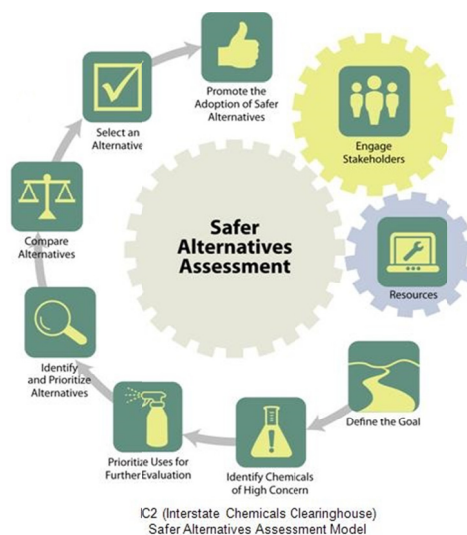 Promote the
Adoption of Safer
Alternatives
Select an
Alternative
Engage
Stakeholders
Compare
Alternatives
Safer
Alternatives
Assessment
Resources
Identify
and Prioritize
Alternatives
Define the Goal
Prioritize Uses for
Further Evaluation
Identify Chemicals
of High Concern
IC2 (Interstate Chemicals Clearinghouse)
Safer Alternatives Assessment Model